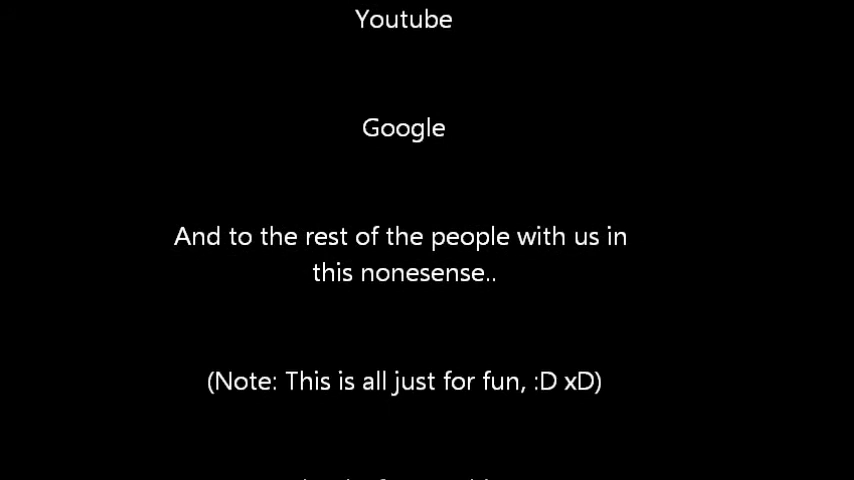 Youtube
Google
And to the rest of the people with us in
this nonesense..
(Note: This is all just for fun, :D xD)